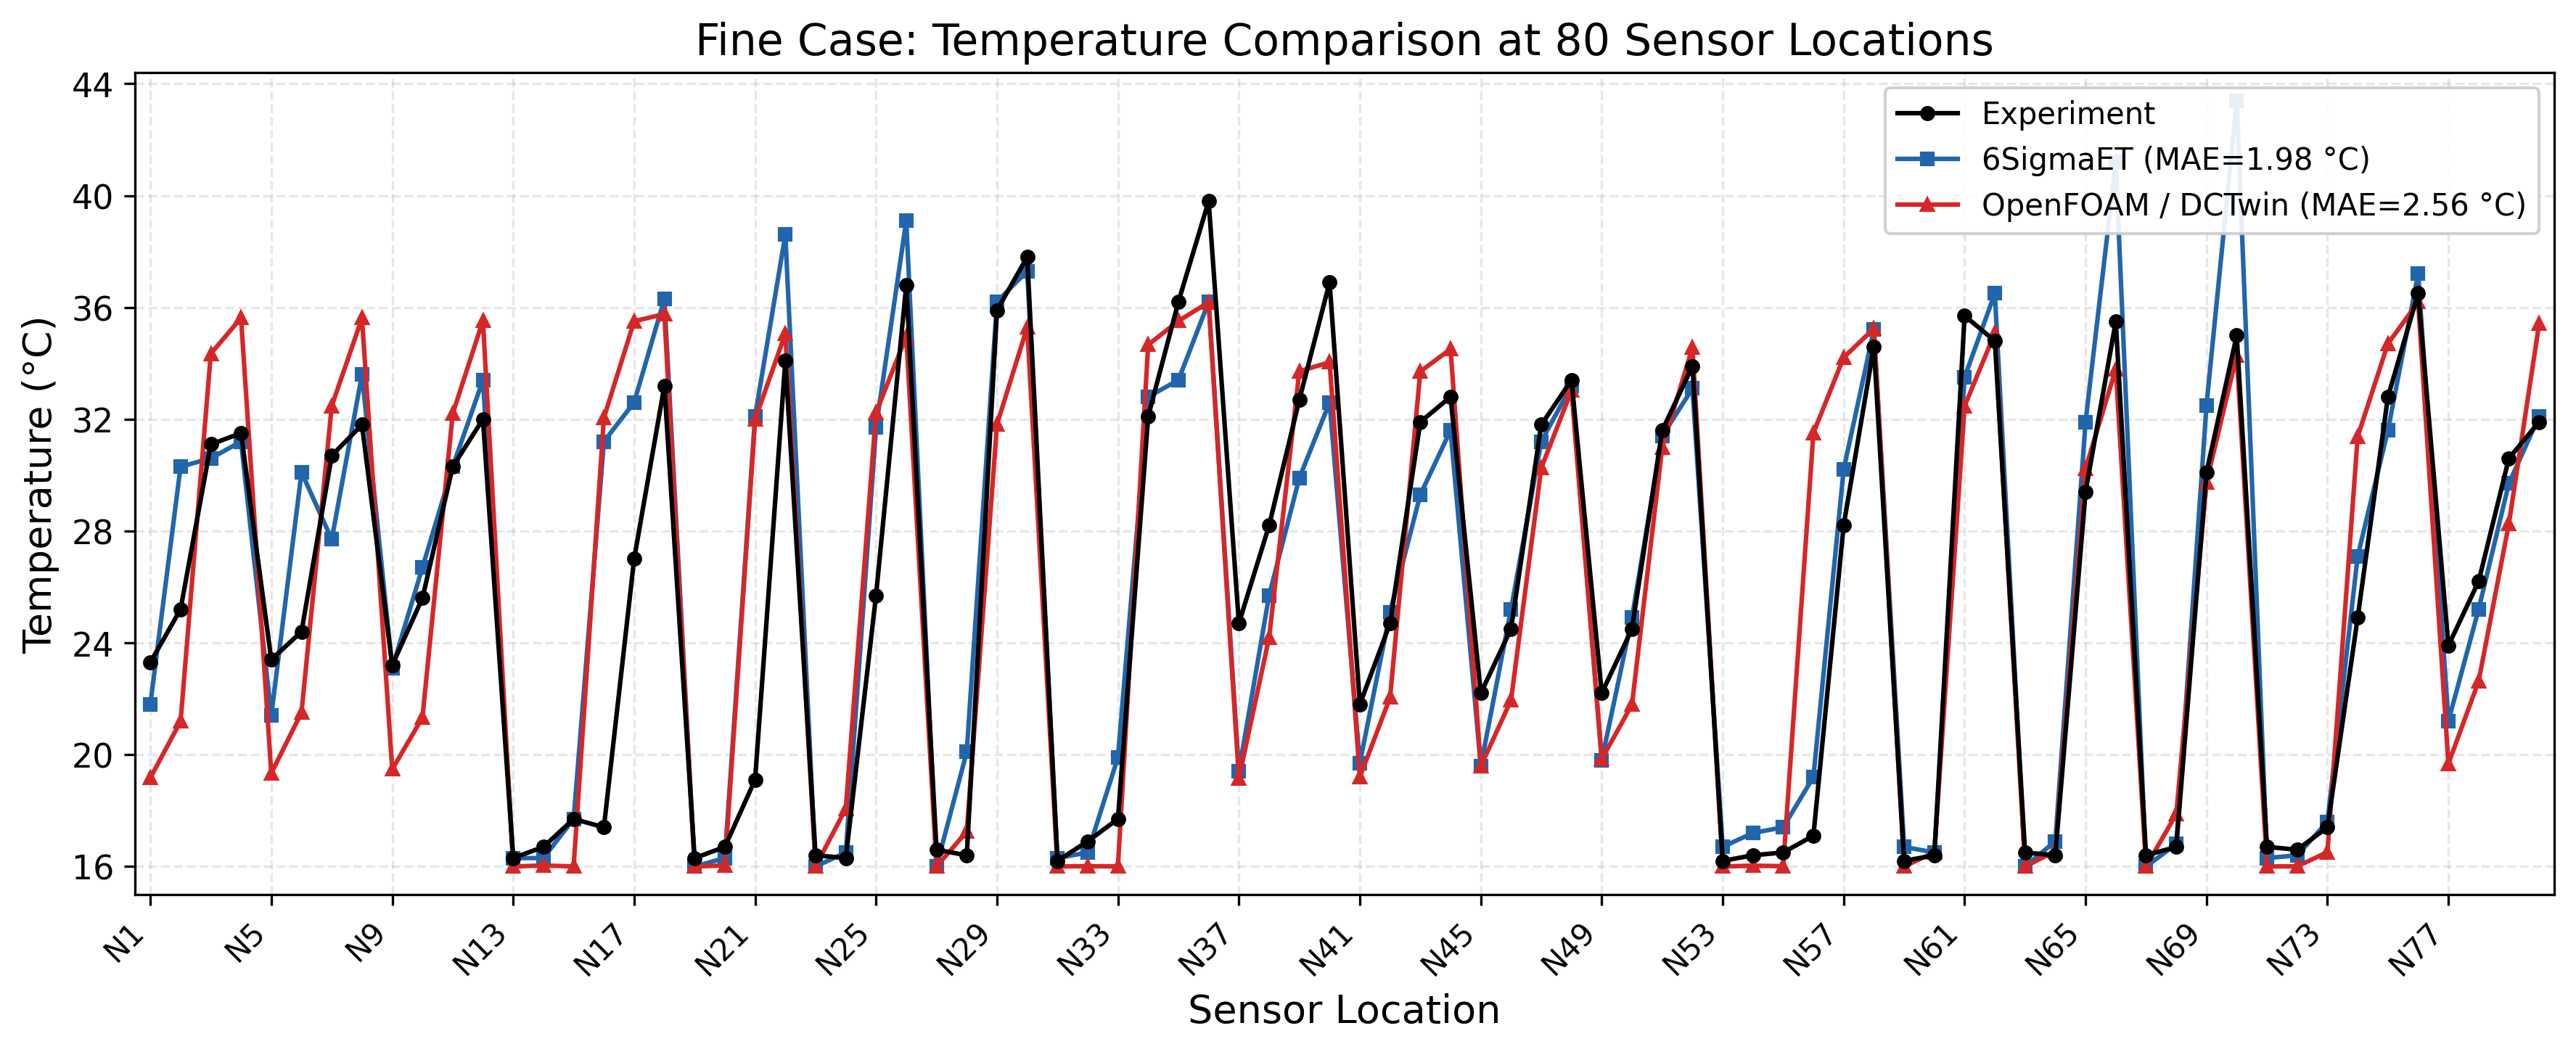 Fine Case: Temperature Comparison at 80 Sensor Locations
Temperature (°C)
44
40
36
32
28
24
20
16
Experiment
6SigmaET (MAE=1.98 °C)
OpenFOAM / DCTwin (MAE=2.56 °C)
N1
N5
N9
N13
N17
N21
N25
N29
N33
N37
N41
N45
N49
N53
N57
N61
N65
N69
N73
N77
Sensor Location